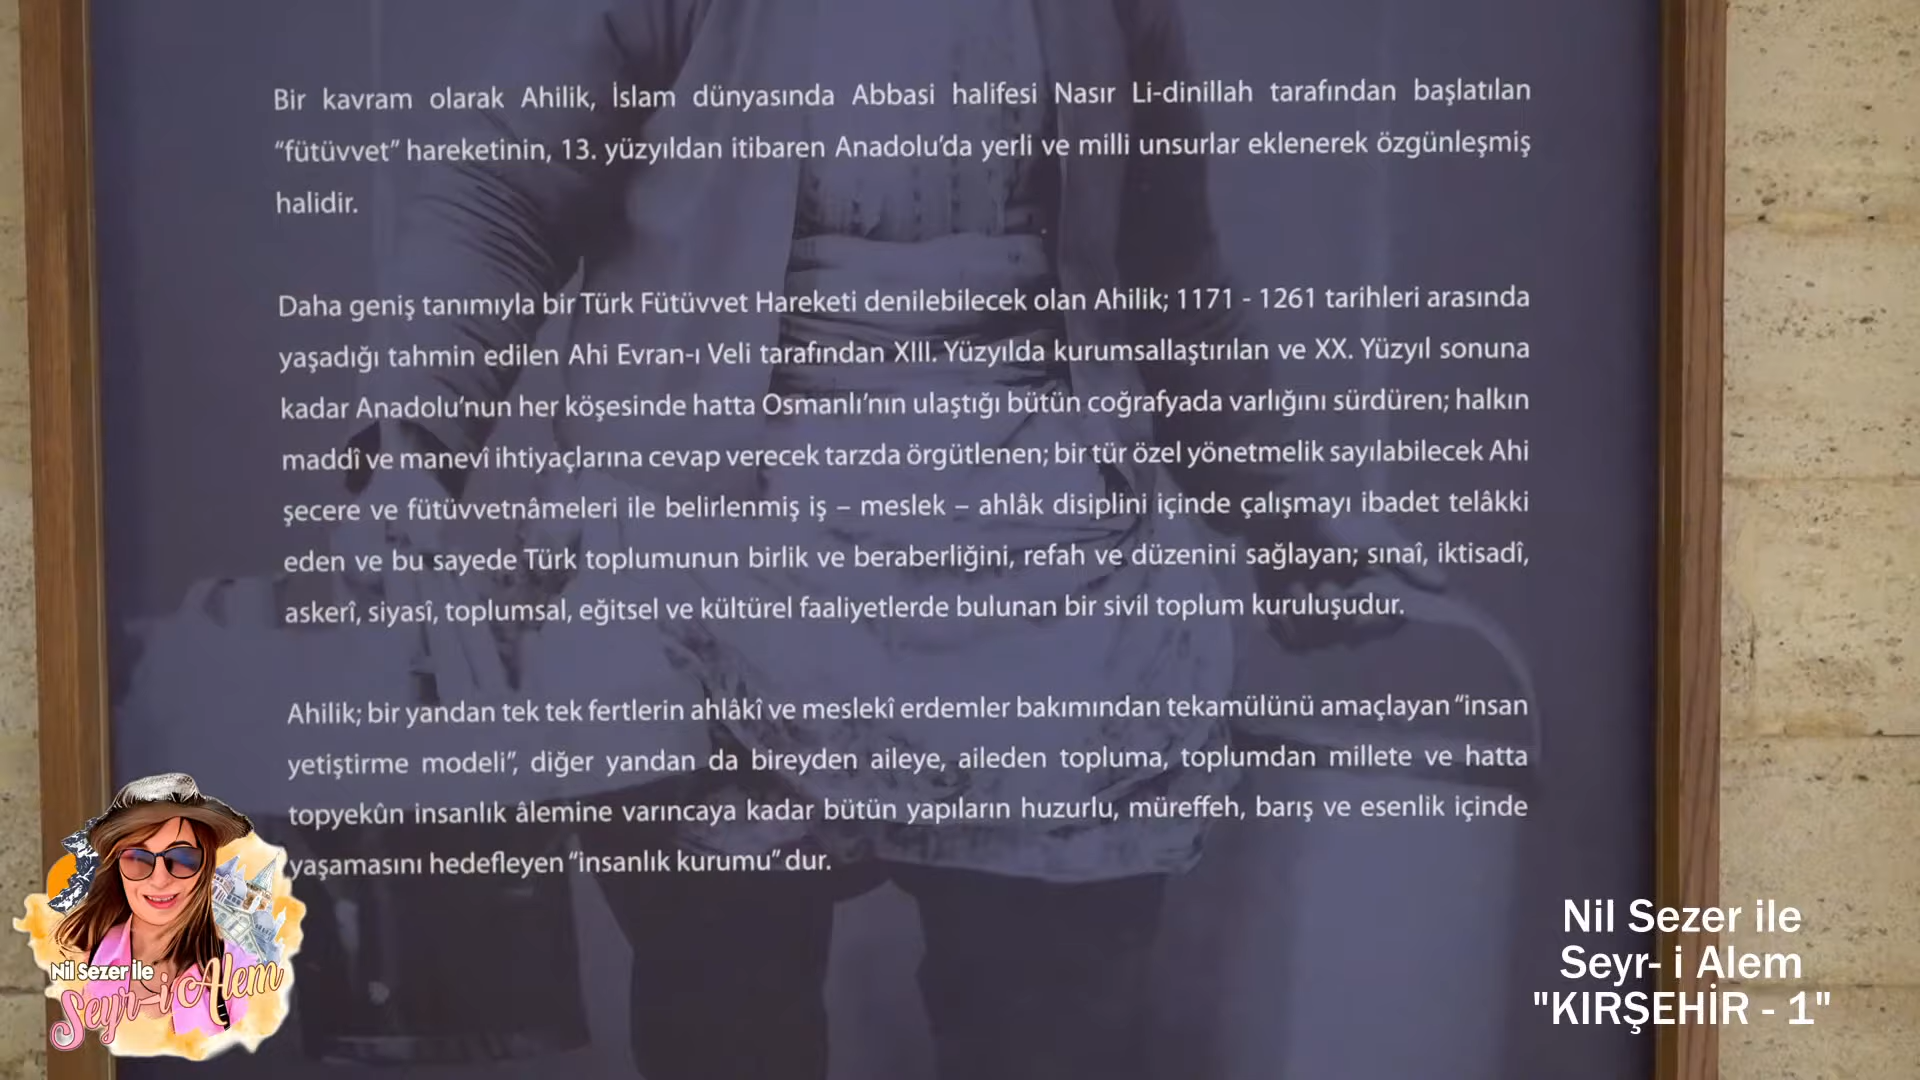 Bir kavram olarak Ahilik, İslam dünyasında Abbasi halifesi Nasır Li-dinillah tarafından başlatılan
“fütüvvet” hareketinin, 13. yüzyıldan itibaren Anadolu’da yerli ve milli unsurlar eklenerek özgünleşmiş
halidir.
Daha geniş tanımıyla bir Türk Fütüvvet Hareketi denilebilecek olan Ahilik; 1171 - 1261 tarihleri arasında
yaşadığı tahmin edilen Ahi Evran-ı Veli tarafından XIII. Yüzyılda kurumsallaştırılan ve XX. Yüzyıl sonuna
kadar Anadolu’nun her köşesinde hatta Osmanlı’nın ulaştığı bütün coğrafyada varlığını sürdüren; halkın
maddî ve manevî ihtiyaçlarına cevap verecek tarzda örgütlenen; bir tür özel yönetmelik sayılabilecek Ahi
şecere ve fütüvvetnâmeleri ile belirlenmiş iş – meslek – ahlâk disiplini içinde çalışmayı ibadet telâkki
eden ve bu sayede Türk toplumunun birlik ve beraberliğini, refah ve düzenini sağlayan; sınaî, iktisadî,
askerî, siyasî, toplumsal, eğitsel ve kültürel faaliyetlerde bulunan bir sivil toplum kuruluşudur.
Ahilik; bir yandan tek tek fertlerin ahlâkî ve meslekî erdemler bakımından tekamülünü amaçlayan “insan
yetiştirme modeli”, diğer yandan da bireyden aileye, aileden topluma, toplumdan millete ve hatta
topyekûn insanlık âlemine varıncaya kadar bütün yapıların huzurlu, müreffeh, barış ve esenlik içinde
yaşamasını hedefleyen “insanlık kurumu” dur.
Nil Sezer ile
Seyr-i Alem
Nil Sezer ile
Seyr- i Alem
"KIRŞEHİR - 1"